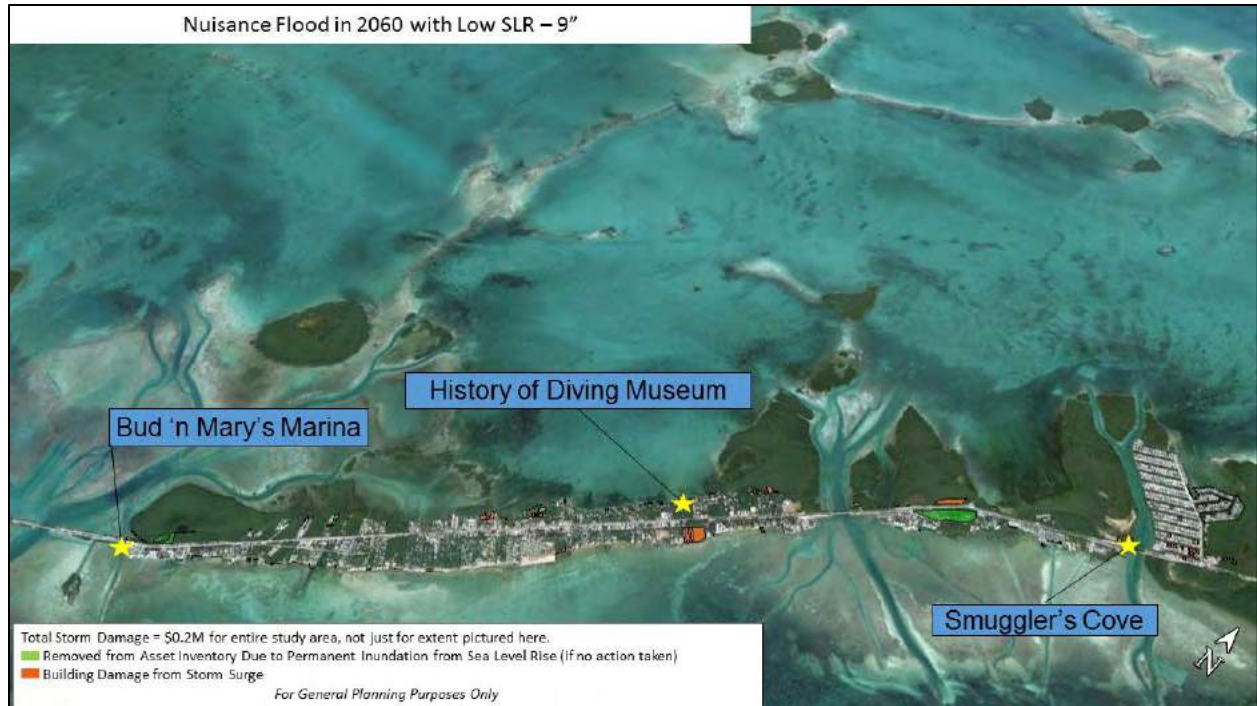 Nuisance Flood in 2060 with Low SLR – 9”
History of Diving Museum
Bud ‘n Mary’s Marina
Smuggler’s Cove
Total Storm Damage = $0.2M for entire study area, not just for extent pictured here.
Removed from Asset Inventory Due to Permanent Inundation from Sea Level Rise (if no action taken)
Building Damage from Storm Surge
For General Planning Purposes Only
N